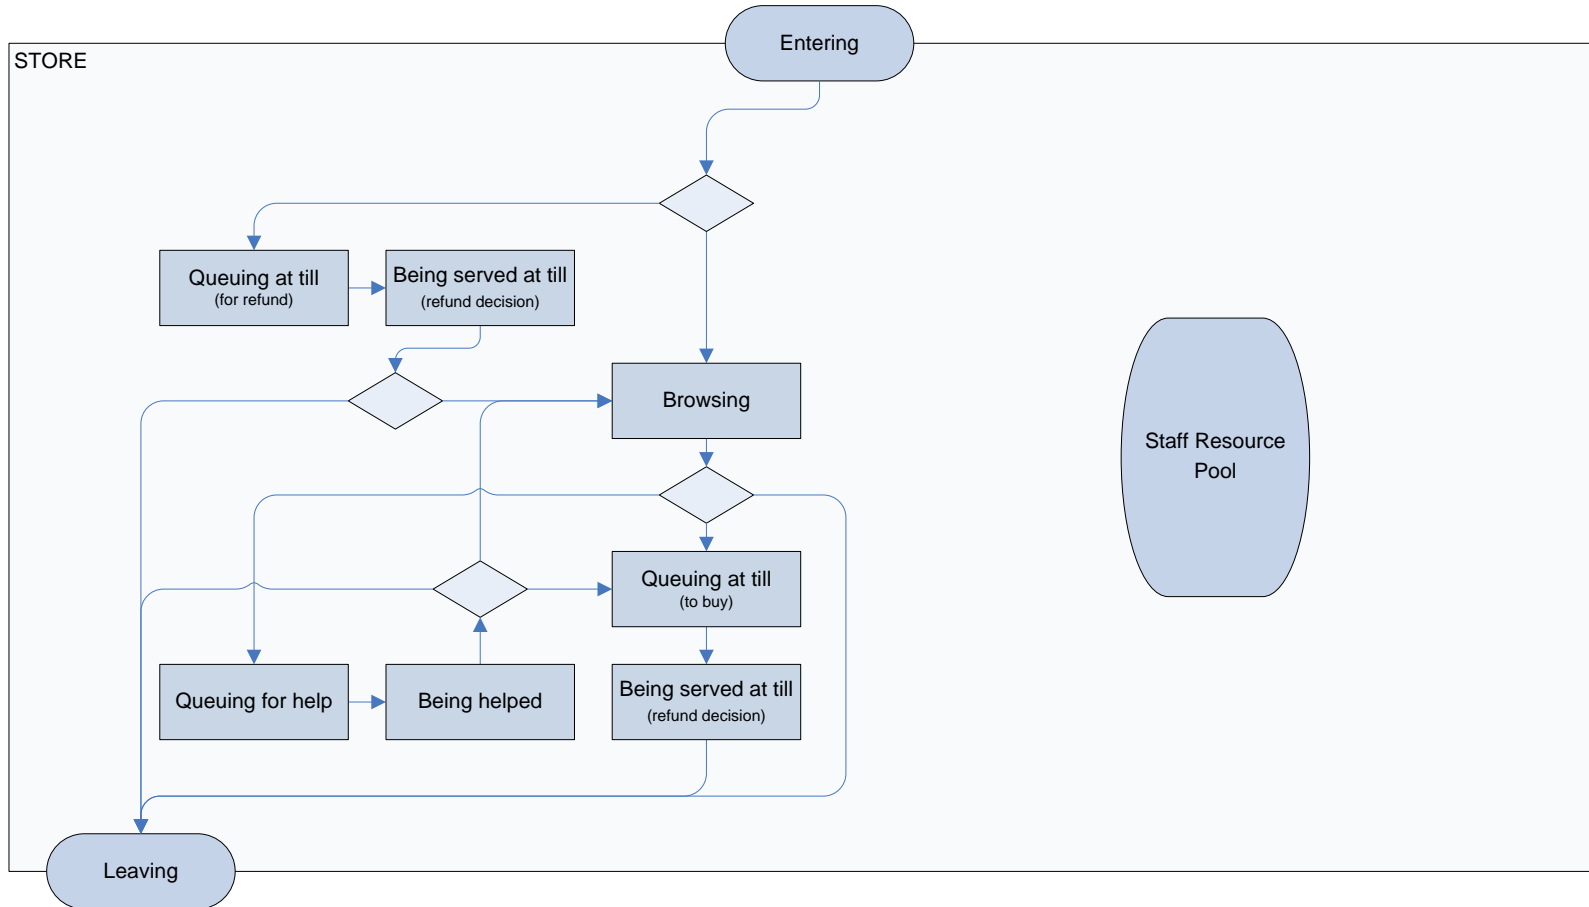 Entering
STORE
Queuing at till
(for refund)
Being served at till
(refund decision)
Browsing
Staff Resource
Pool
Queuing at till
(to buy)
Queuing for help
Being helped
Being served at till
(refund decision)
Leaving